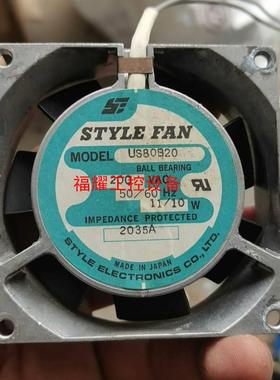 STYLE FAN
MODEL US80B20
BALL BEARING
200 VAC
50/60 Hz
11/10 W
IMPEDANCE PROTECTED
2035A
STYLE ELECTRONICS CO., LTD.
MADE IN JAPAN
福耀工控设备